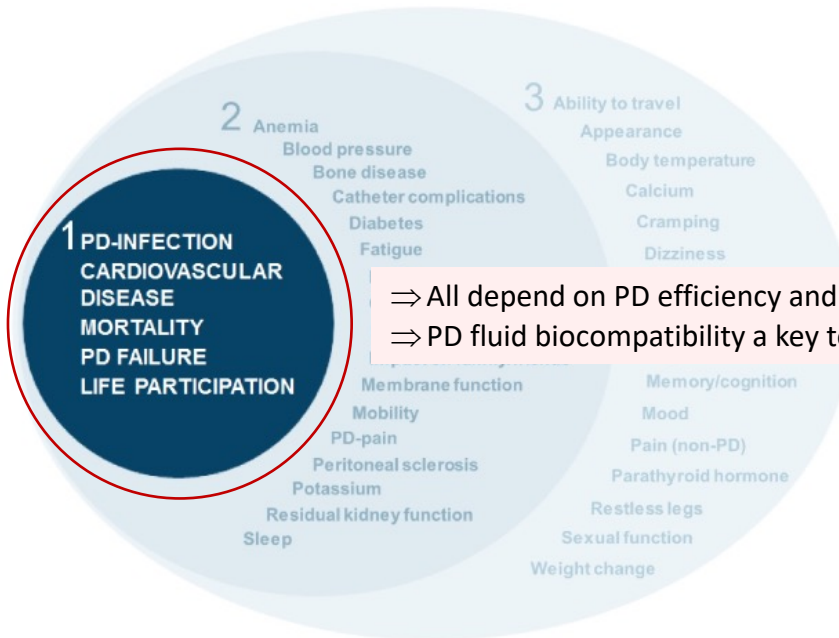 1 PD-INFECTION
CARDIOVASCULAR
DISEASE
MORTALITY
PD FAILURE
LIFE PARTICIPATION
2 Anemia
Blood pressure
Bone disease
Catheter complications
Diabetes
Fatigue
Membrane function
Mobility
PD-pain
Peritoneal sclerosis
Potassium
Residual kidney function
Sleep
3 Ability to travel
Appearance
Body temperature
Calcium
Cramping
Dizziness
Memory/cognition
Mood
Pain (non-PD)
Parathyroid hormone
Restless legs
Sexual function
Weight change
⇒ All depend on PD efficiency and
⇒ PD fluid biocompatibility a key